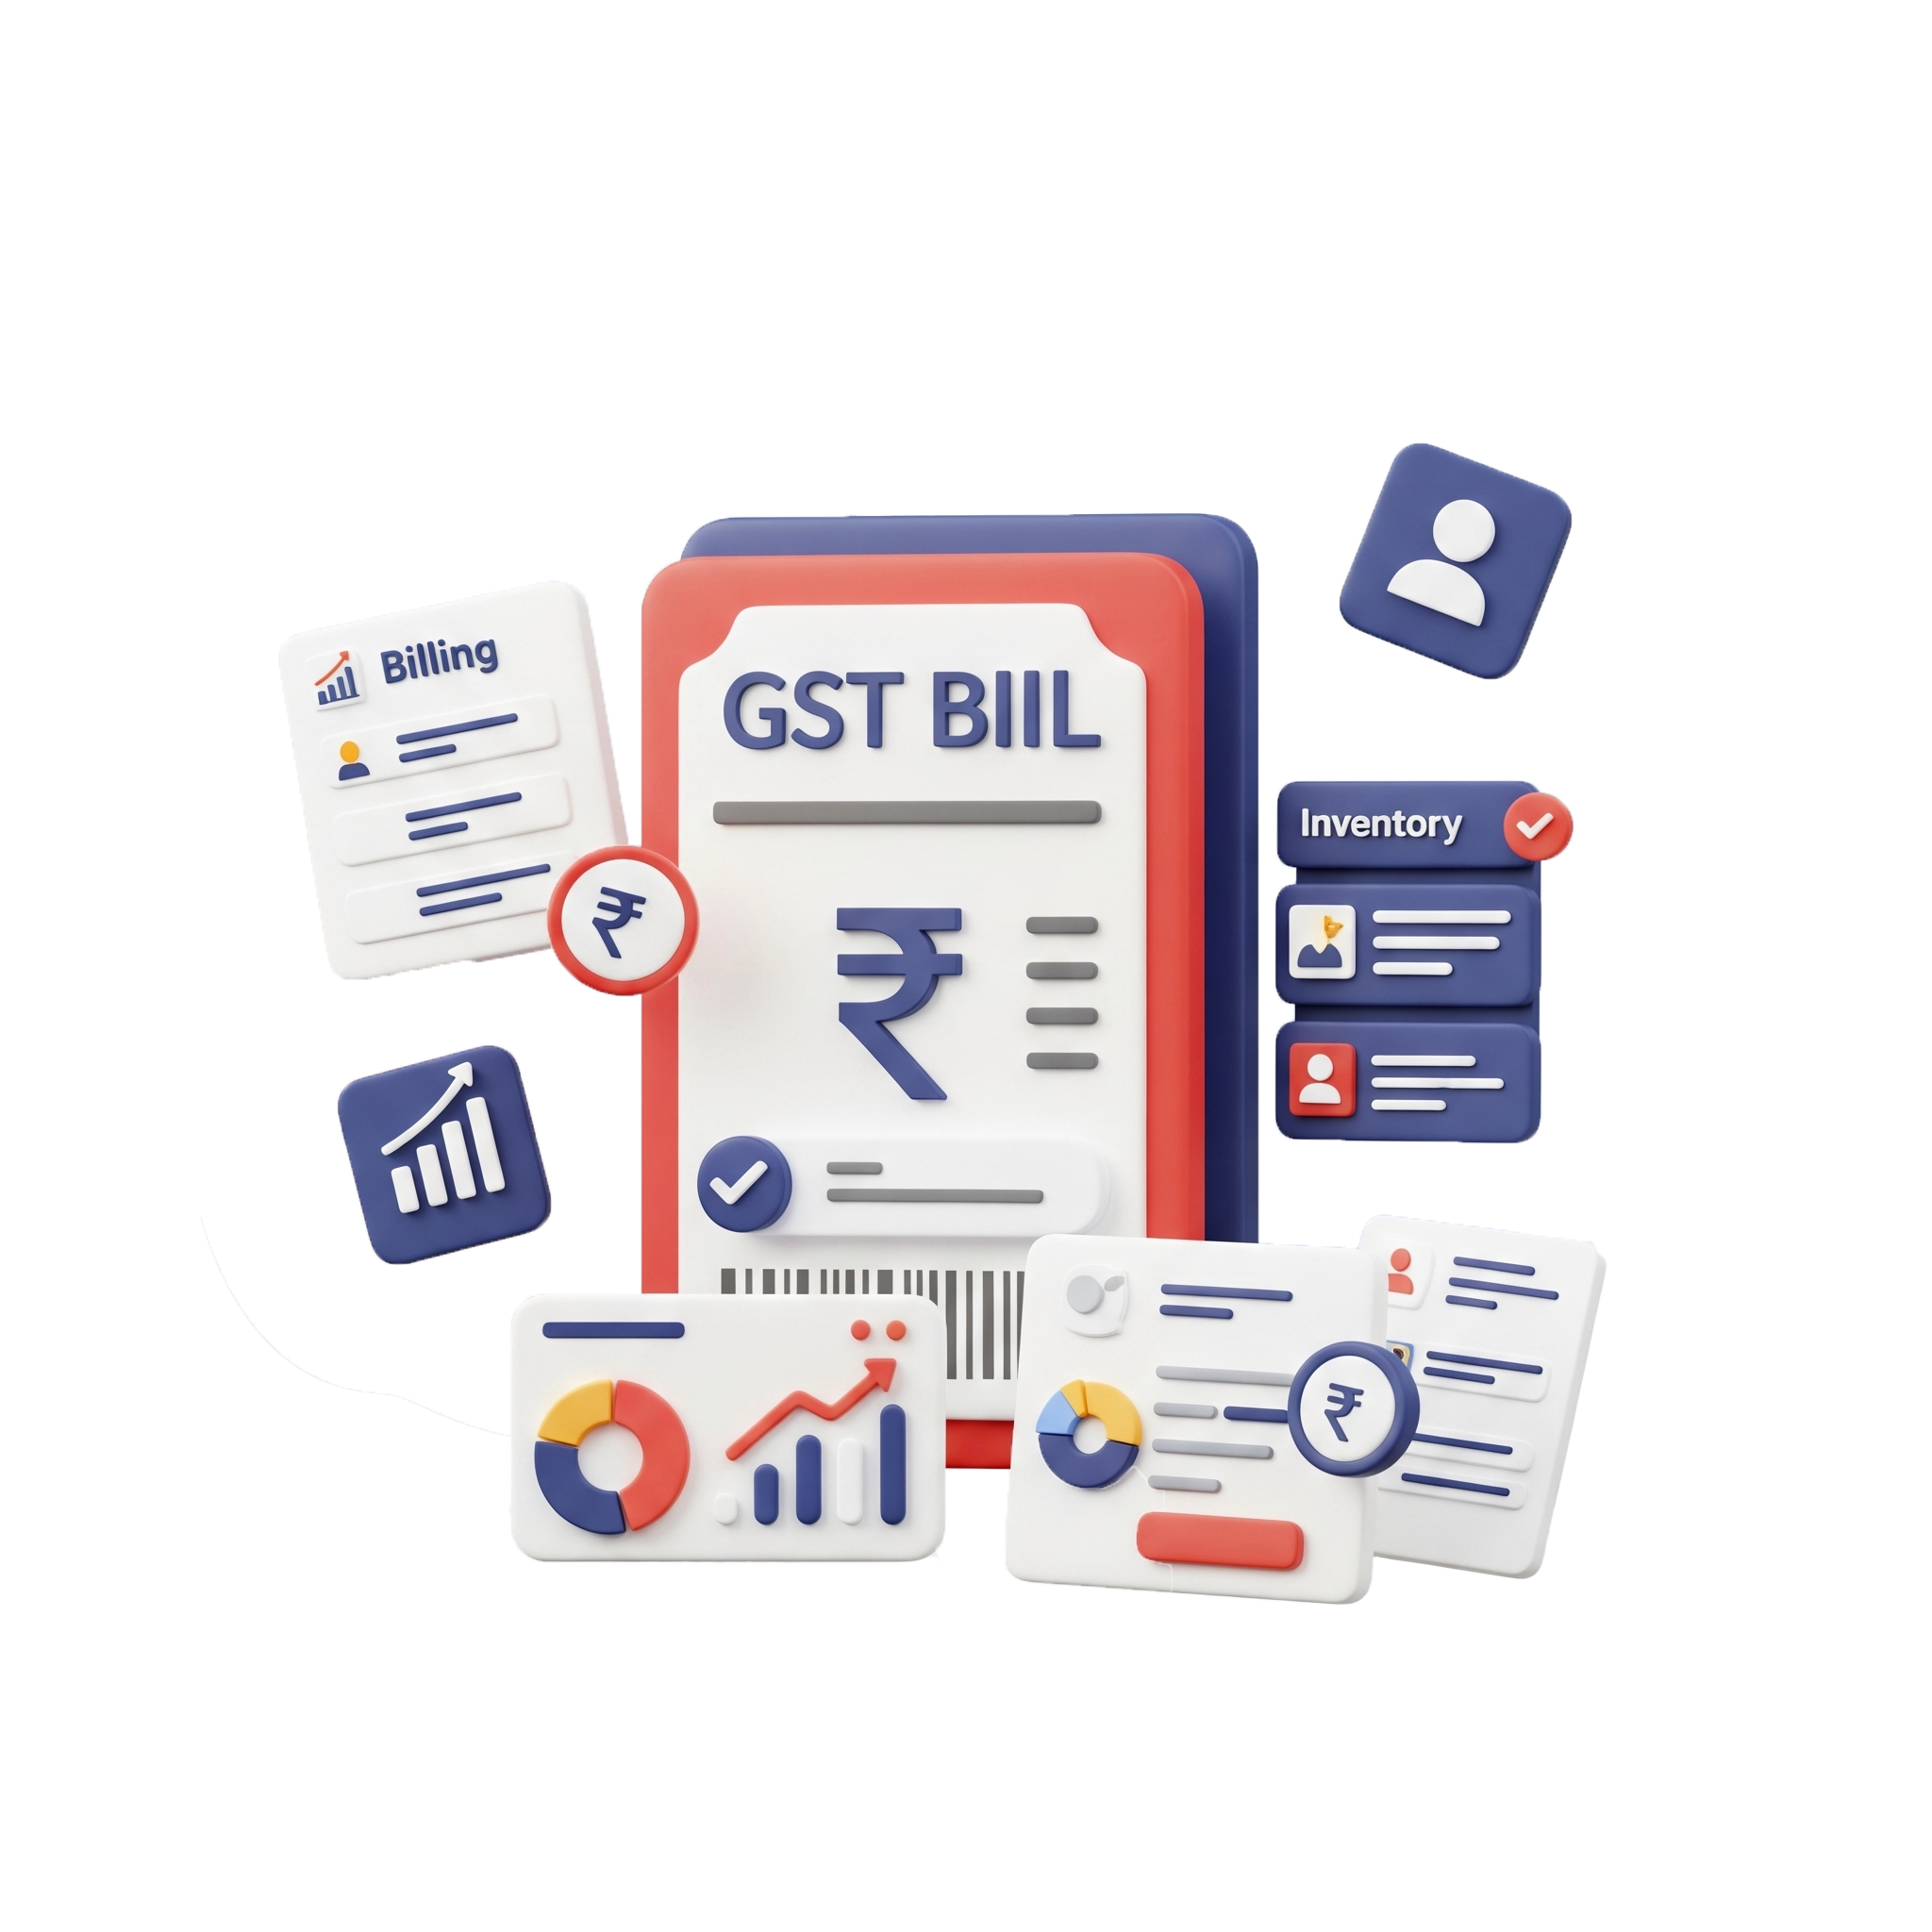 Billing
GST BIIL
₹
₹
Inventory
₹